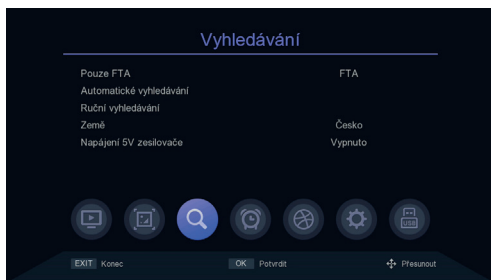 Vyhledávání
Pouze FTA FTA
Automatické vyhledávání
Ruční vyhledávání
Země Česko
Napájení 5V zesilovače Vypnuto
USB
EXIT Konec OK Potvrdit Přesunout